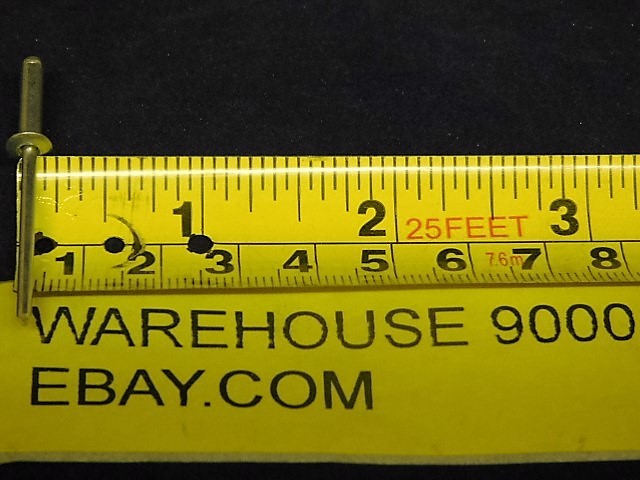 1 2 25FEET 3
1 2 3 4 5 6 7.6m 7 8
WAREHOUSE 9000
EBAY.COM